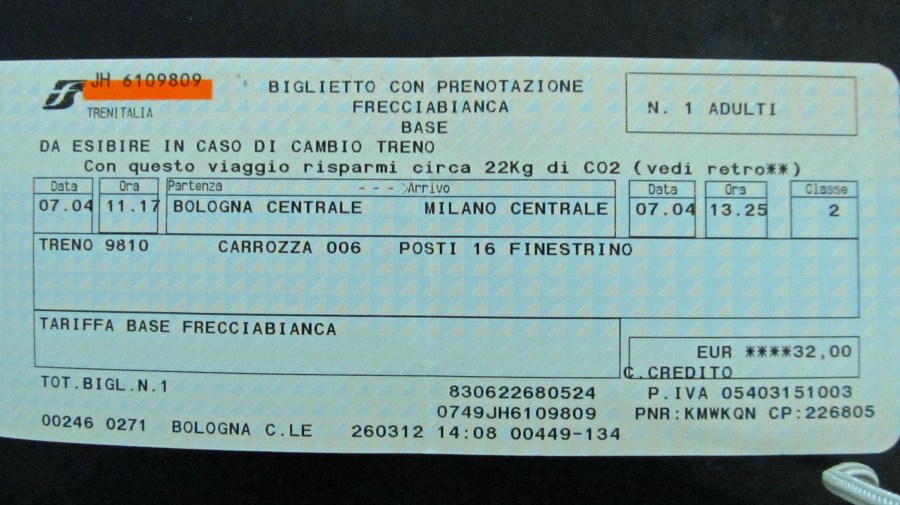 JH 6109809
TRENITALIA
BIGLIETTO CON PRENOTAZIONE
FRECCIABIANCA
BASE
N. 1 ADULTI
DA ESIBIRE IN CASO DI CAMBIO TRENO
Con questo viaggio risparmi circa 22Kg di CO2 (vedi retro**)
Data Ora Partenza - - - >Arrivo Data Ora Classe
07.04 11.17 BOLOGNA CENTRALE MILANO CENTRALE 07.04 13.25 2
TRENO 9810 CARROZZA 006 POSTI 16 FINESTRINO
TARIFFA BASE FRECCIABIANCA
EUR ****32,00
C.CREDITO
TOT.BIGL.N.1 830622680524 P.IVA 05403151003
0749JH6109809 PNR:KMWKQN CP:226805
00246 0271 BOLOGNA C.LE 260312 14:08 00449-134